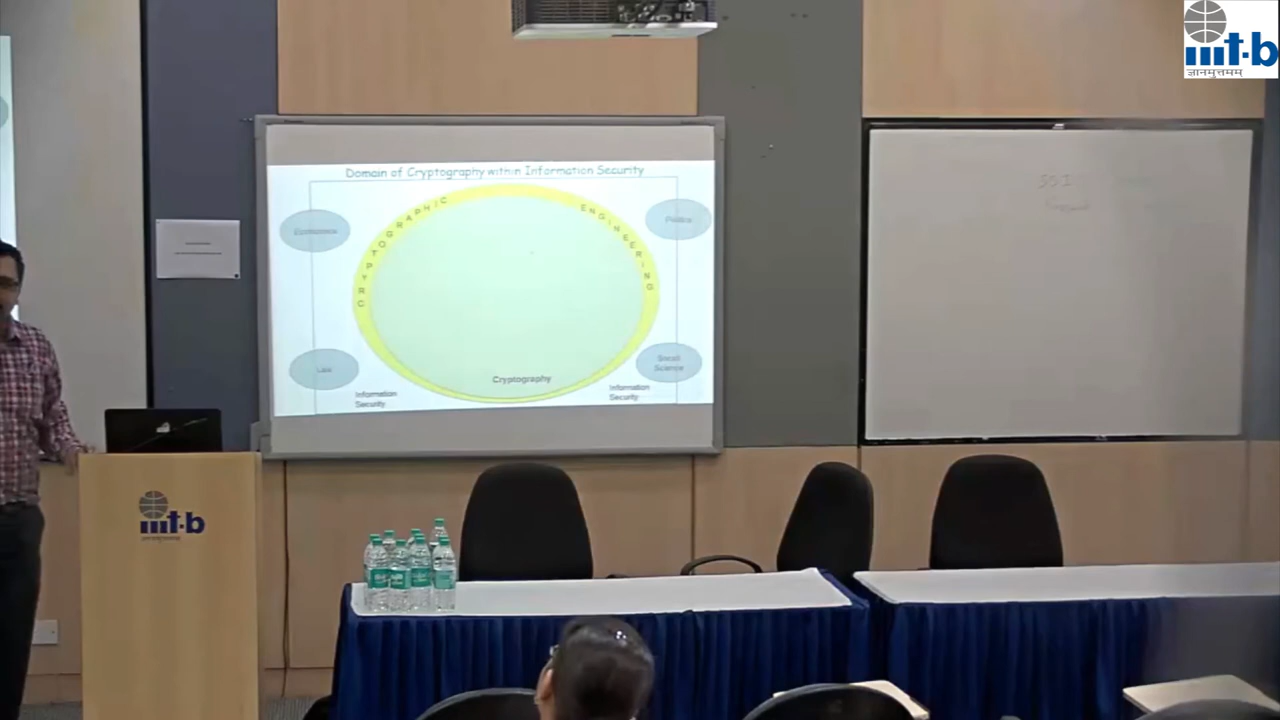 iiit-b
ज्ञानमुत्तमम्
Domain of Cryptography within Information Security
Economics
Politics
CRYPTOGRAPHIC
ENGINEERING
Law
Social
Science
Cryptography
Information
Security
Information
Security
SOI
iiit-b